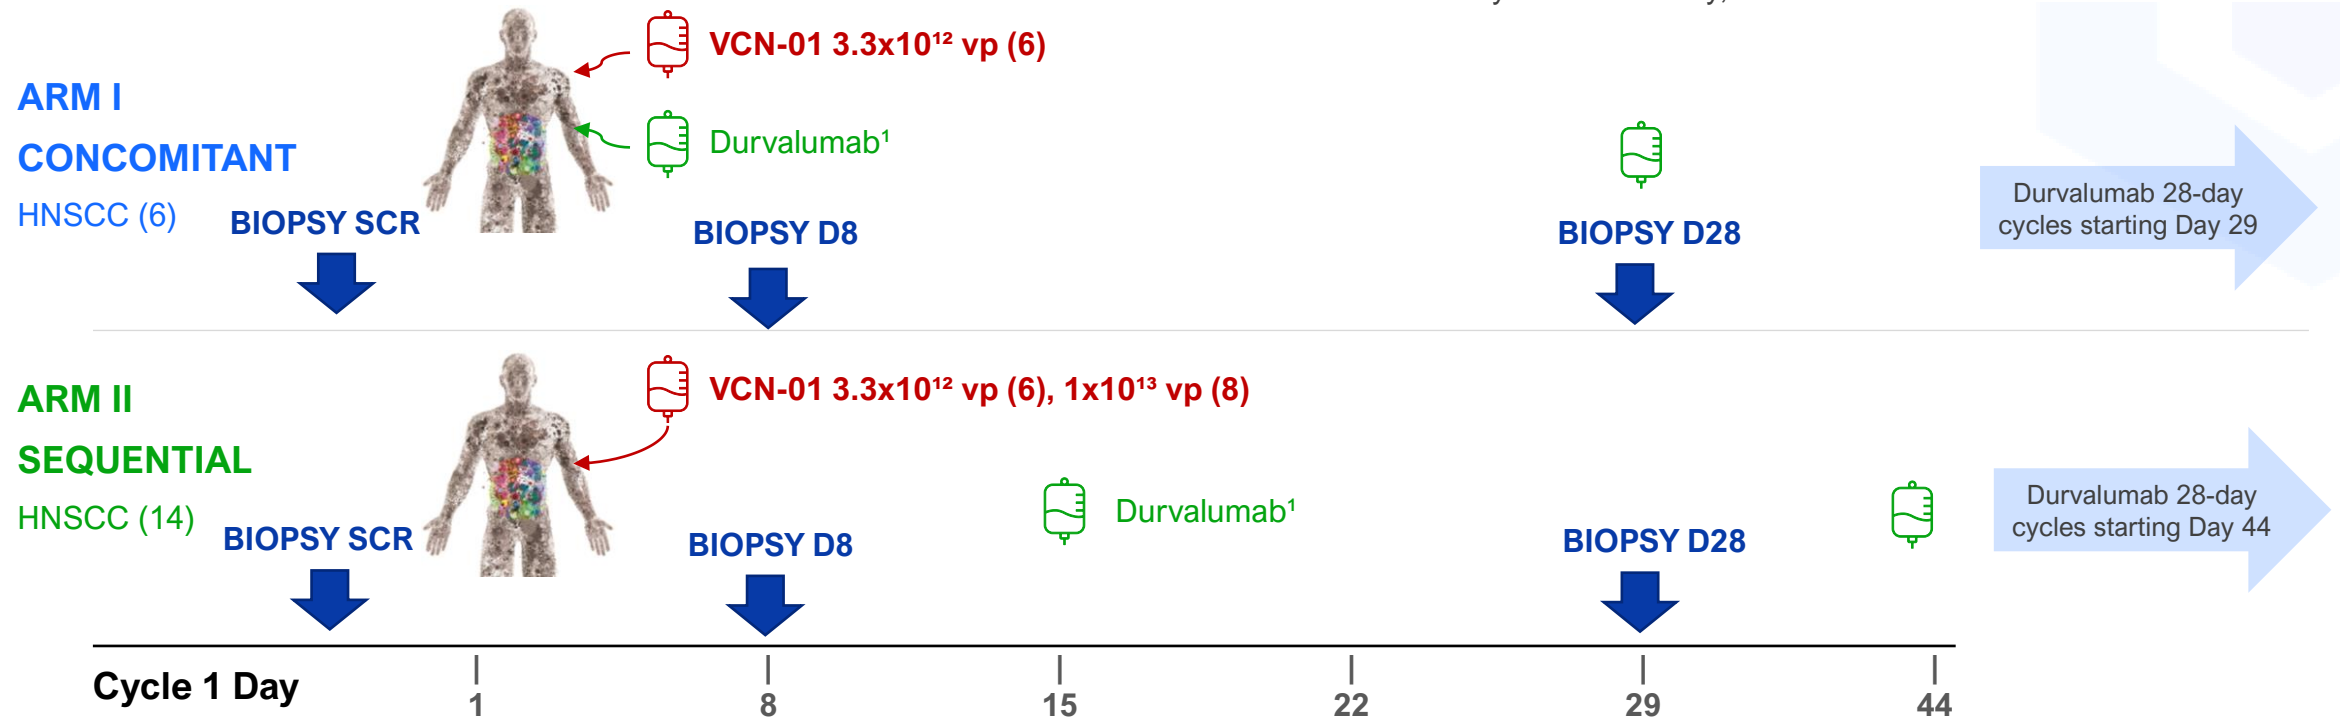 VCN-01 3.3x10¹² vp (6)
ARM I
CONCOMITANT
HNSCC (6)
Durvalumab¹
BIOPSY SCR
BIOPSY D8
BIOPSY D28
Durvalumab 28-day
cycles starting Day 29
ARM II
SEQUENTIAL
HNSCC (14)
VCN-01 3.3x10¹² vp (6), 1x10¹³ vp (8)
Durvalumab¹
BIOPSY SCR
BIOPSY D8
BIOPSY D28
Durvalumab 28-day
cycles starting Day 44
Cycle 1 Day
1 8 15 22 29 44